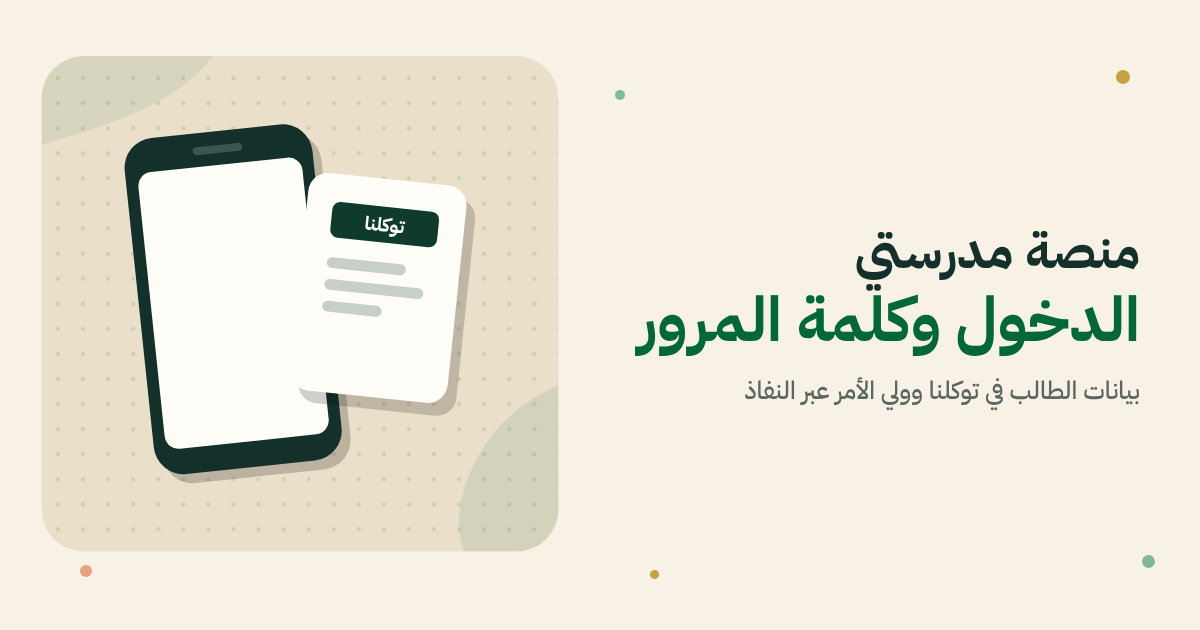 منصة مدرستي
الدخول وكلمة المرور
بيانات الطالب في توكلنا وولي الأمر عبر النفاذ
توكلنا